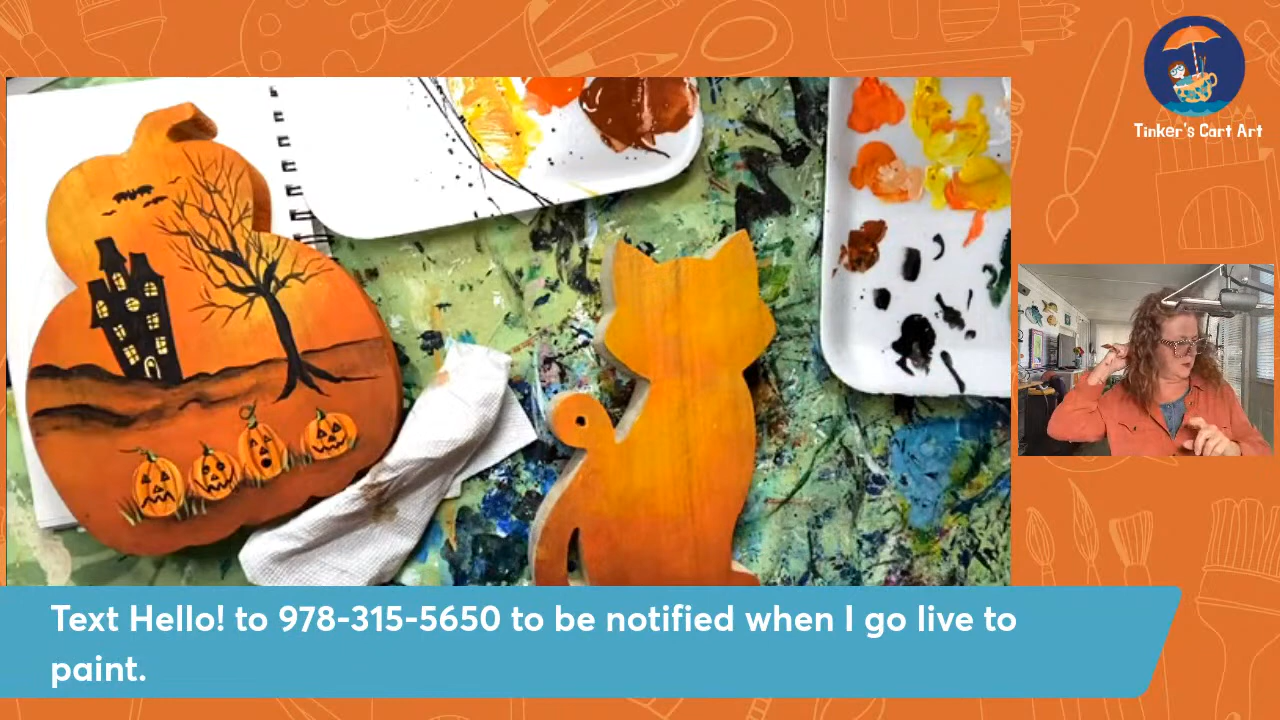 Tinker's Cart Art
Text Hello! to 978-315-5650 to be notified when I go live to
paint.